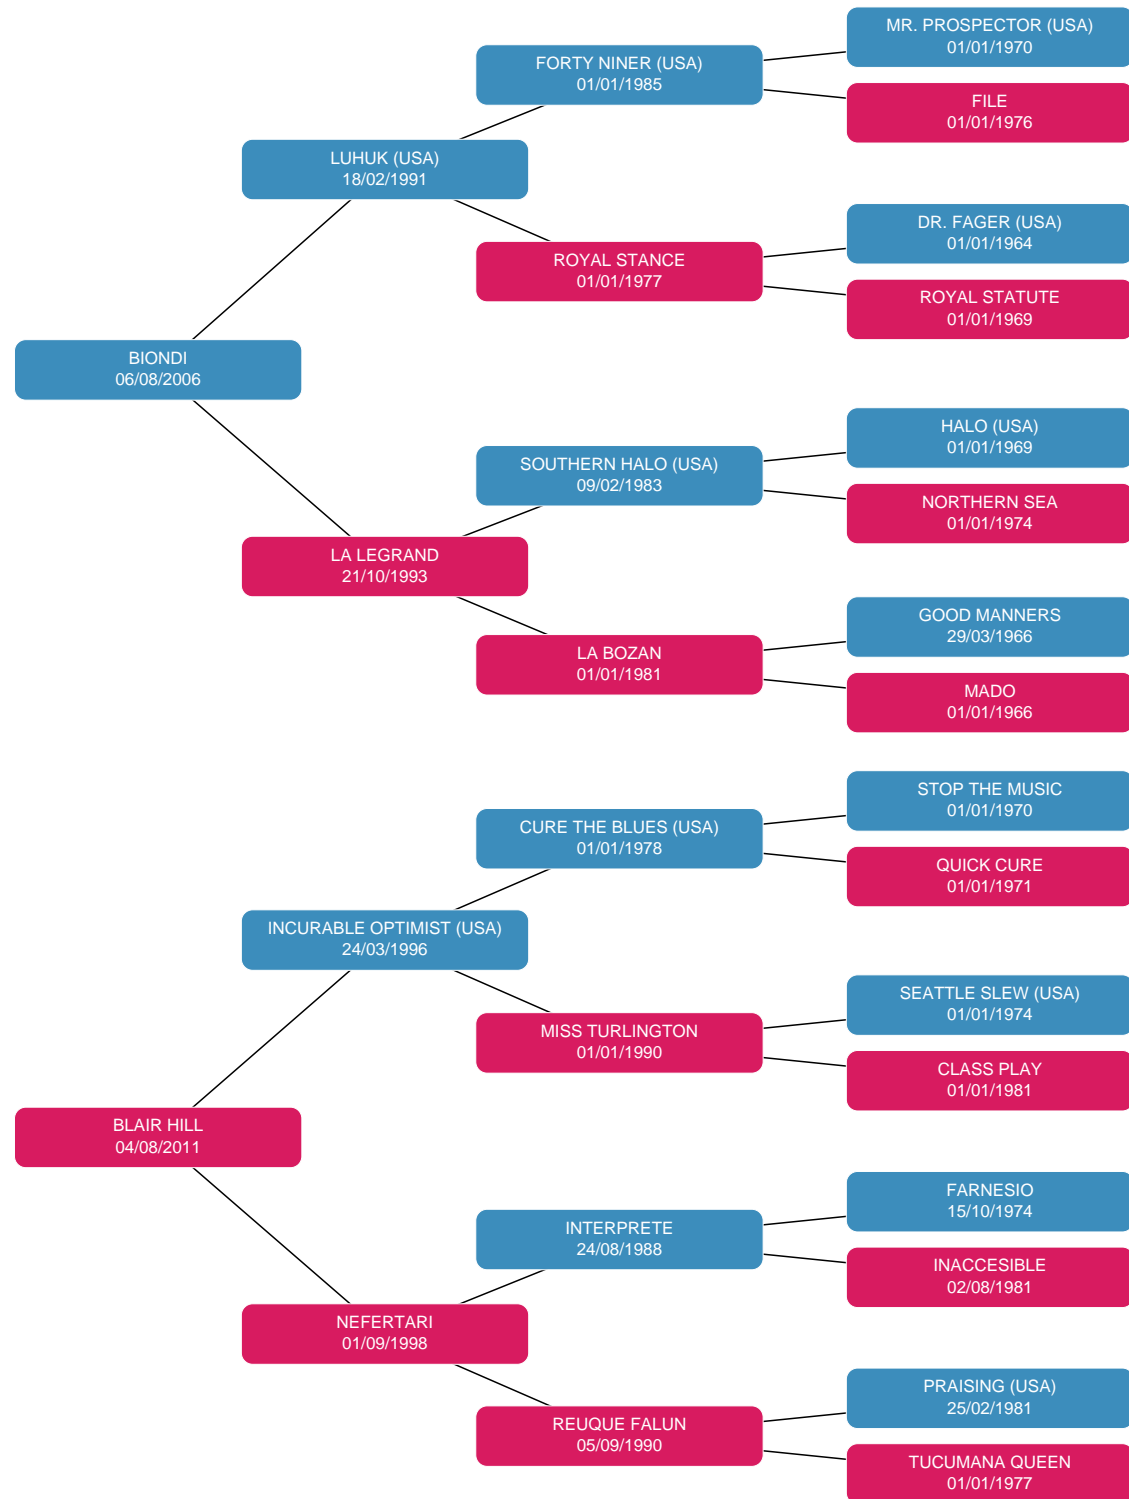 MR. PROSPECTOR (USA)
01/01/1970
FORTY NINER (USA)
01/01/1985
FILE
01/01/1976
LUHUK (USA)
18/02/1991
DR. FAGER (USA)
01/01/1964
ROYAL STANCE
01/01/1977
ROYAL STATUTE
01/01/1969
BIONDI
06/08/2006
HALO (USA)
01/01/1969
SOUTHERN HALO (USA)
09/02/1983
NORTHERN SEA
01/01/1974
LA LEGRAND
21/10/1993
GOOD MANNERS
29/03/1966
LA BOZAN
01/01/1981
MADO
01/01/1966
STOP THE MUSIC
01/01/1970
CURE THE BLUES (USA)
01/01/1978
QUICK CURE
01/01/1971
INCURABLE OPTIMIST (USA)
24/03/1996
SEATTLE SLEW (USA)
01/01/1974
MISS TURLINGTON
01/01/1990
CLASS PLAY
01/01/1981
BLAIR HILL
04/08/2011
FARNESIO
15/10/1974
INTERPRETE
24/08/1988
INACCESIBLE
02/08/1981
NEFERTARI
01/09/1998
PRAISING (USA)
25/02/1981
REUQUE FALUN
05/09/1990
TUCUMANA QUEEN
01/01/1977